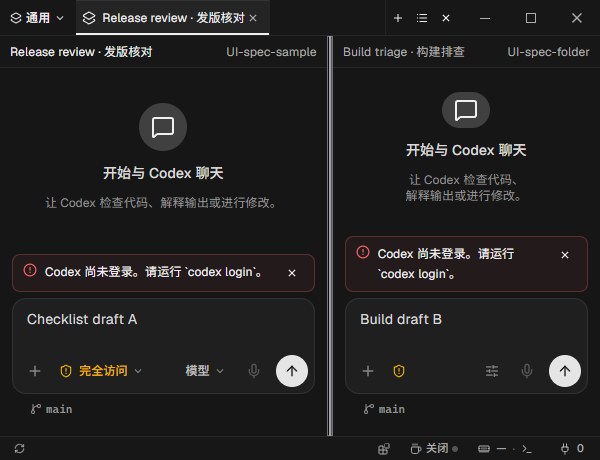 通用
Release review · 发版核对
Release review · 发版核对
UI-spec-sample
开始与 Codex 聊天
让 Codex 检查代码、解释输出或进行修改。
Codex 尚未登录。请运行 `codex login`。
Checklist draft A
完全访问
模型
main
Build triage · 构建排查
UI-spec-folder
开始与 Codex 聊天
让 Codex 检查代码、
解释输出或进行修改。
Codex 尚未登录。请运行
`codex login`。
Build draft B
main
关闭
— ·
0